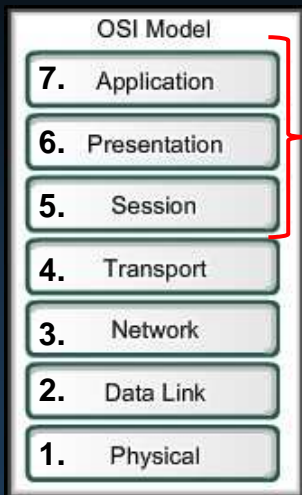 OSI Model
7. Application
6. Presentation
5. Session
4. Transport
3. Network
2. Data Link
1. Physical